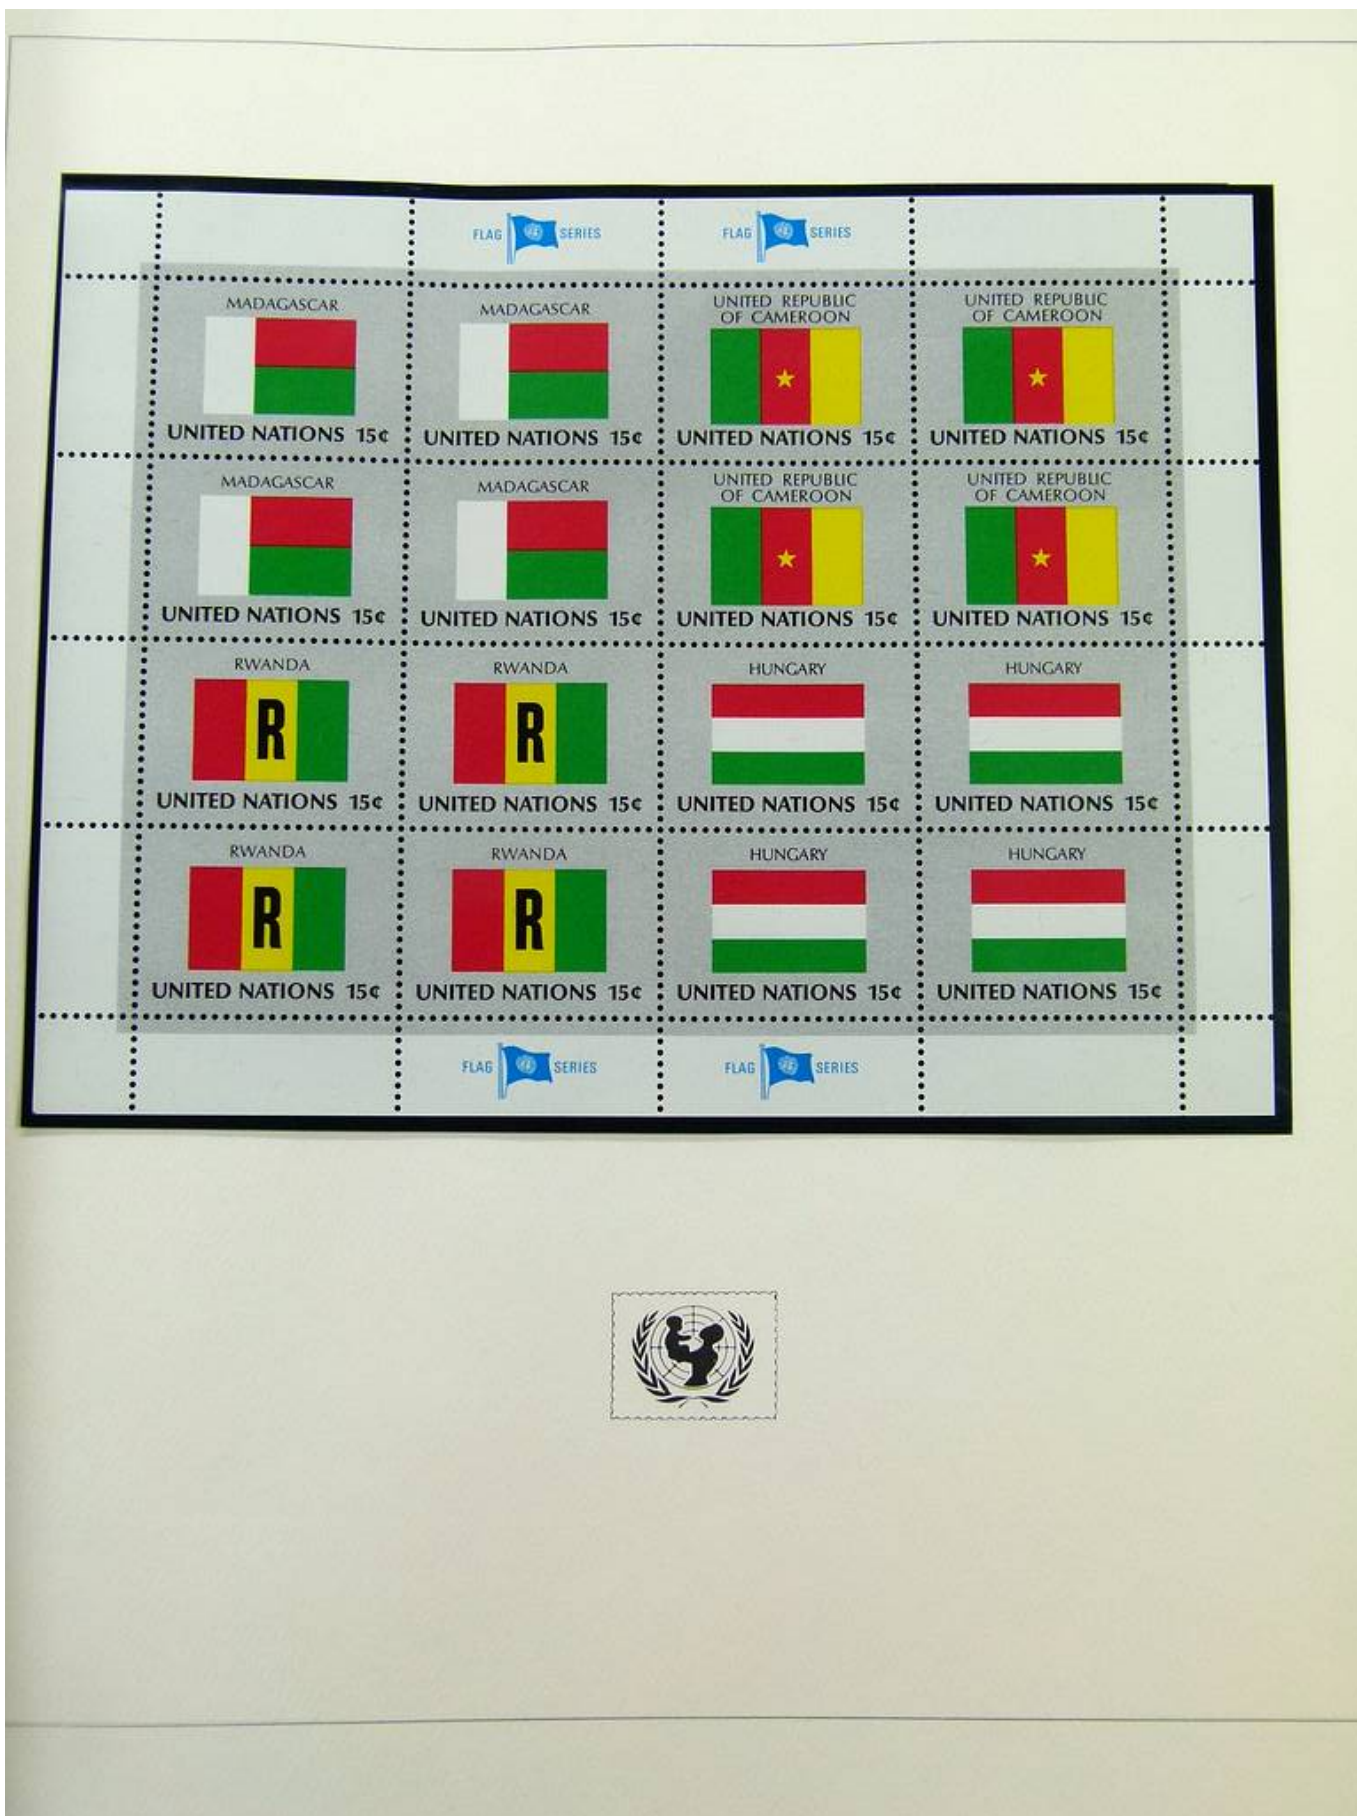 FLAG SERIES FLAG SERIES
MADAGASCAR
UNITED NATIONS 15¢
MADAGASCAR
UNITED NATIONS 15¢
UNITED REPUBLIC
OF CAMEROON
UNITED NATIONS 15¢
UNITED REPUBLIC
OF CAMEROON
UNITED NATIONS 15¢
MADAGASCAR
UNITED NATIONS 15¢
MADAGASCAR
UNITED NATIONS 15¢
UNITED REPUBLIC
OF CAMEROON
UNITED NATIONS 15¢
UNITED REPUBLIC
OF CAMEROON
UNITED NATIONS 15¢
RWANDA
R
UNITED NATIONS 15¢
RWANDA
R
UNITED NATIONS 15¢
HUNGARY
UNITED NATIONS 15¢
HUNGARY
UNITED NATIONS 15¢
RWANDA
R
UNITED NATIONS 15¢
RWANDA
R
UNITED NATIONS 15¢
HUNGARY
UNITED NATIONS 15¢
HUNGARY
UNITED NATIONS 15¢
FLAG SERIES FLAG SERIES